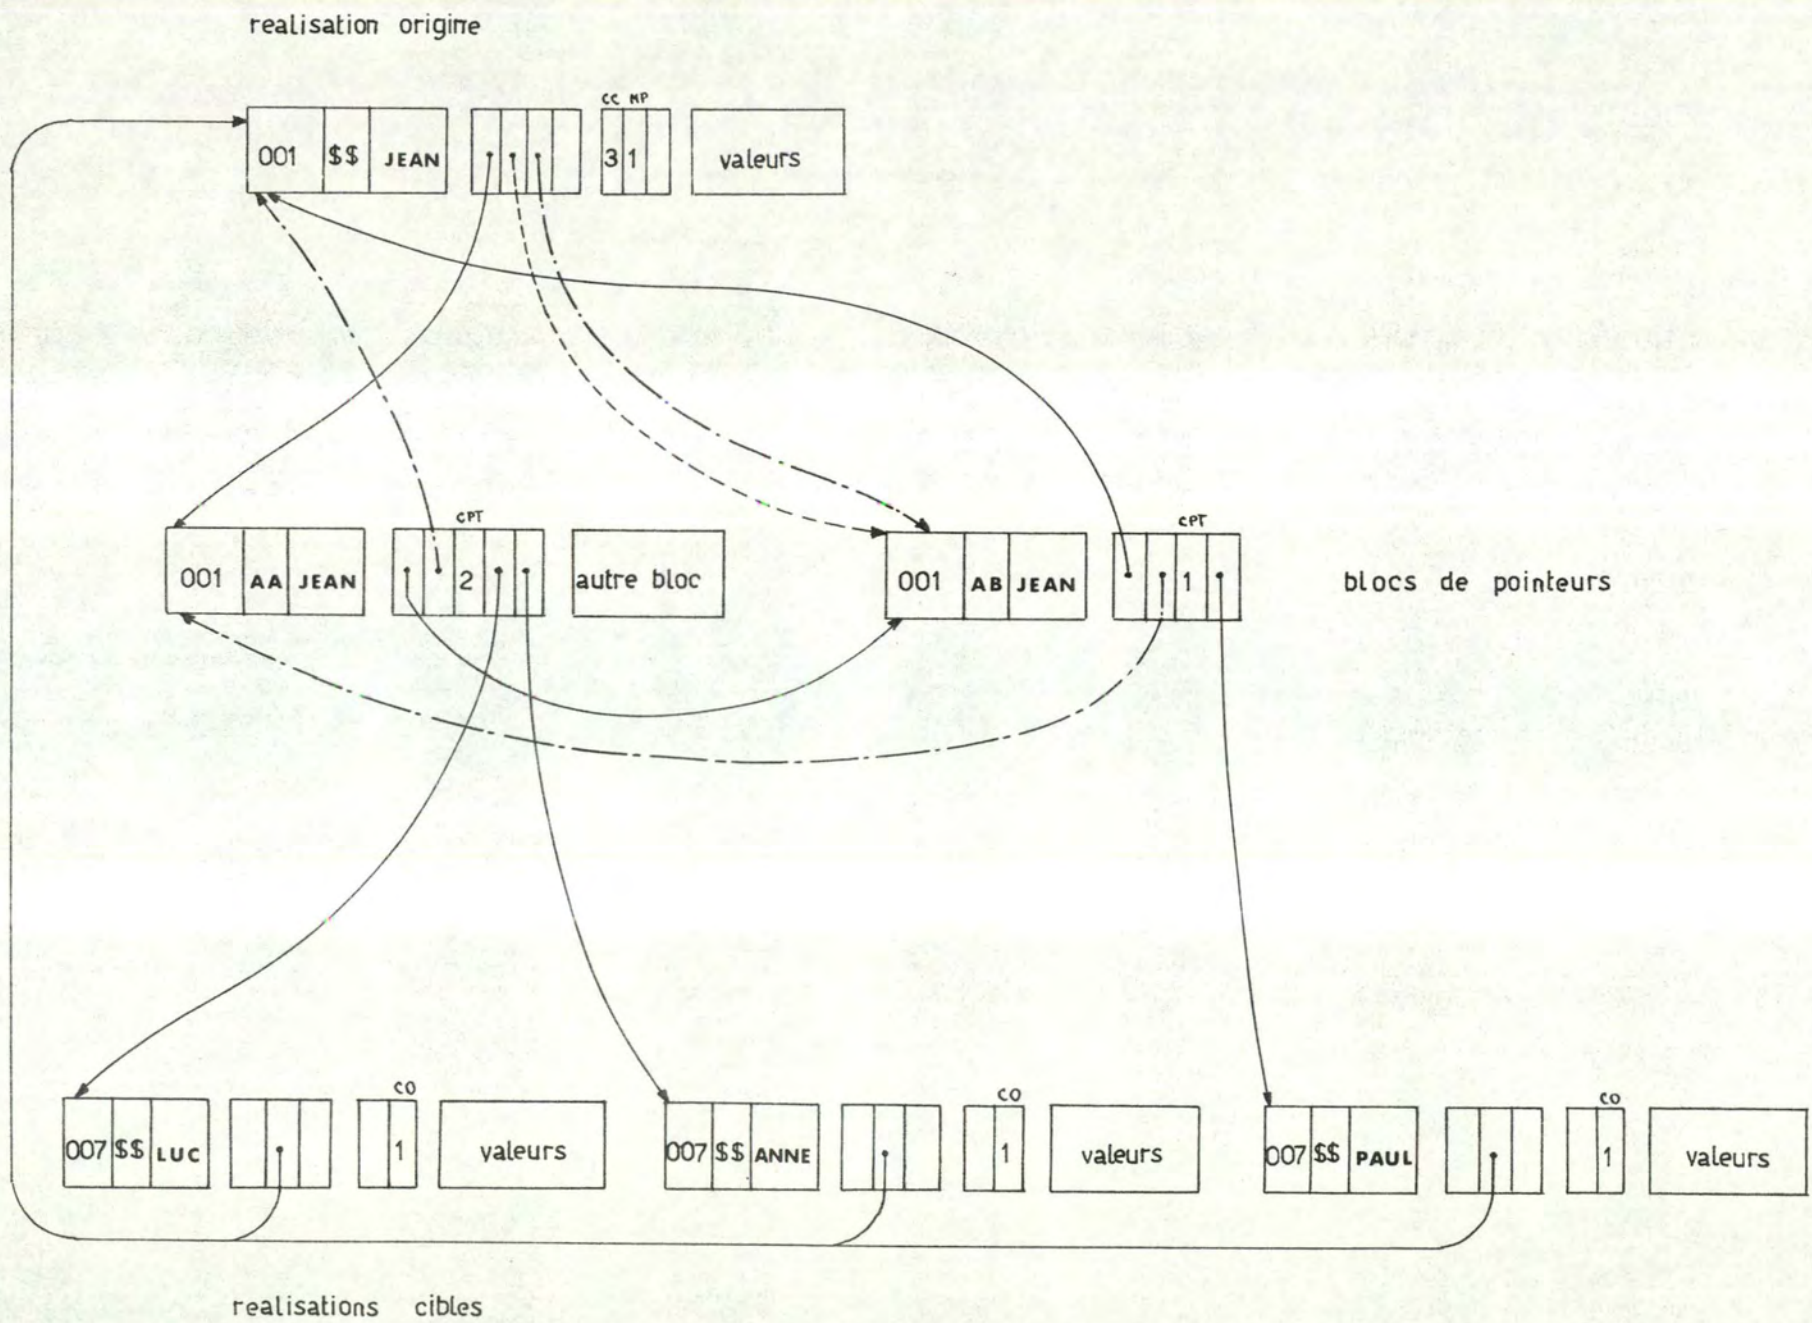 realisation origine
CC MP
001 $$ JEAN 3 1 valeurs
CPT CPT
001 AA JEAN 2 autre bloc 001 AB JEAN 1 blocs de pointeurs
CO CO CO
007 $$ LUC 1 valeurs 007 $$ ANNE 1 valeurs 007 $$ PAUL 1 valeurs
realisations cibles